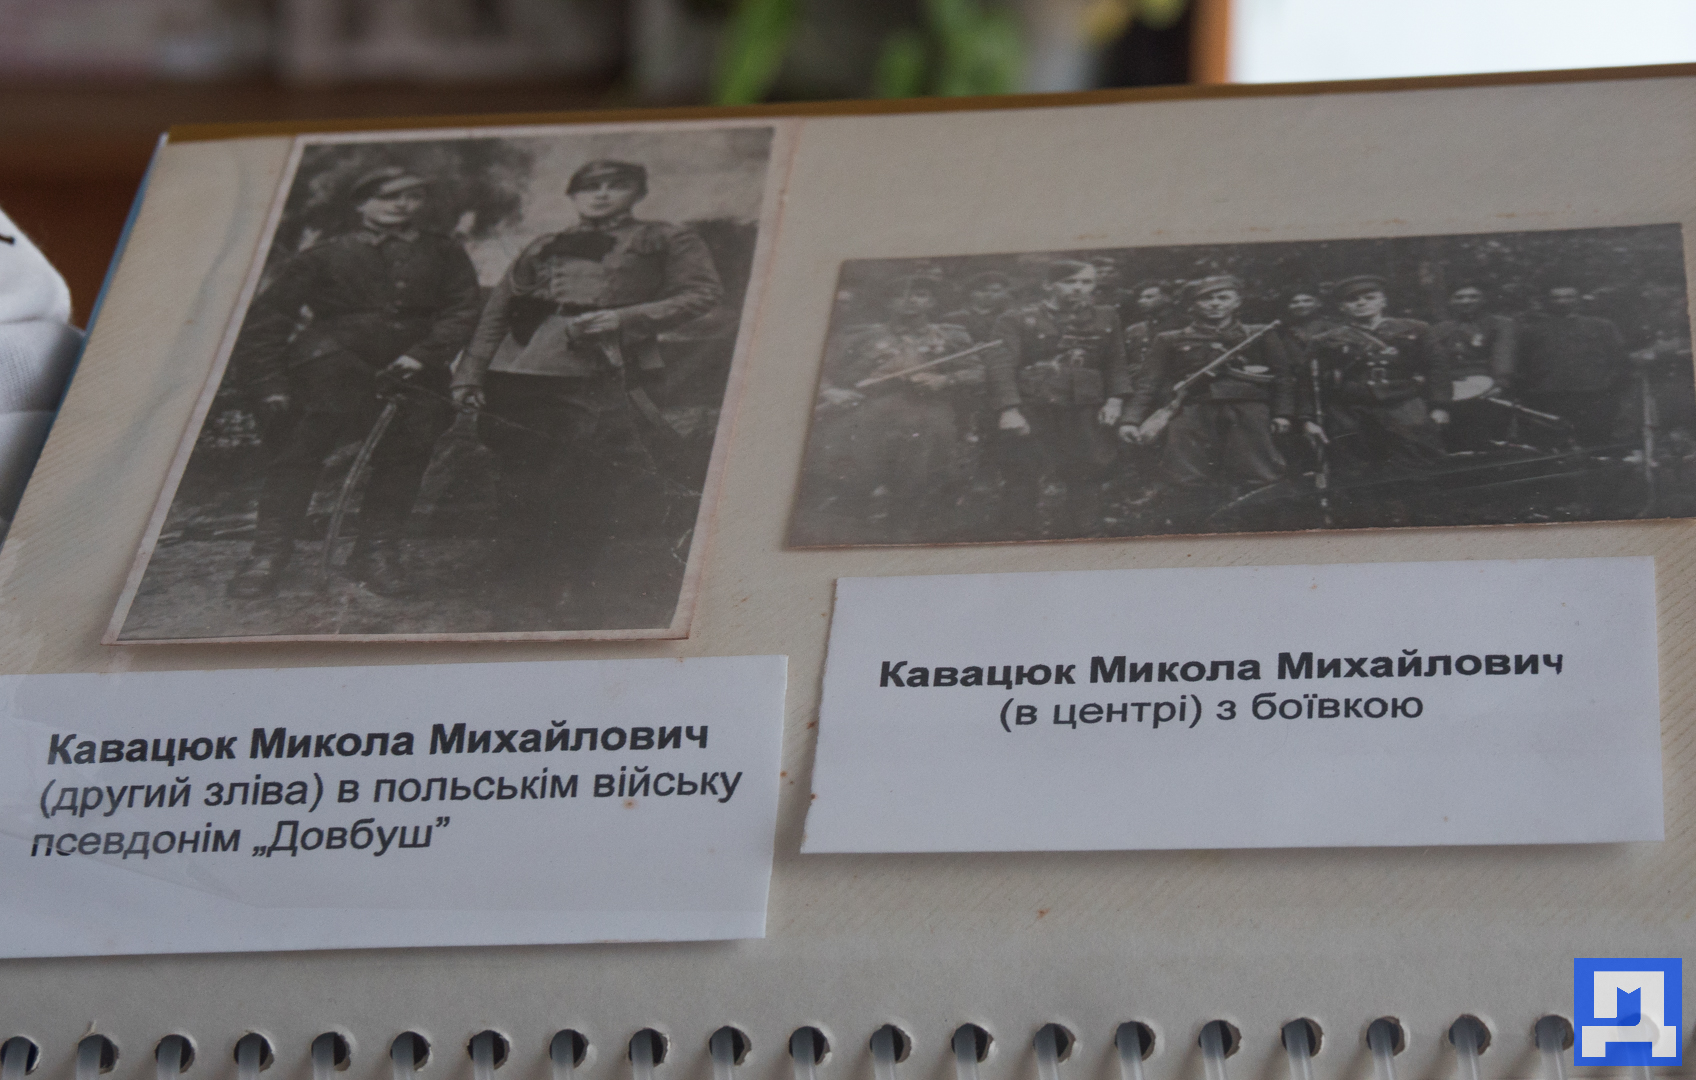 Кавацюк Микола Михайлович
(другий зліва) в польськім війську
псевдонім „Довбуш”
Кавацюк Микола Михайлович
(в центрі) з боївкою